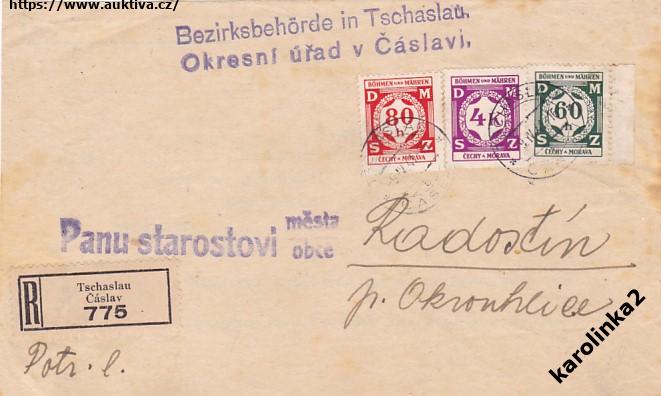 https://www.auktiva.cz/
Bezirksbehörde in Tschaslau.
Okresní úřad v Čáslavi.
BÖHMEN UND MÄHREN
D M
80 h
S Z
ČECHY A MORAVA
BÖHMEN UND MÄHREN
D M
4 K
S Z
ČECHY A MORAVA
BÖHMEN UND MÄHREN
D M
60 h
S Z
ČECHY A MORAVA
Panu starostovi města
obce
Radostín
p. Okrouhlice
R
Tschaslau
Čáslav
775
Potr. l.
karolinka2